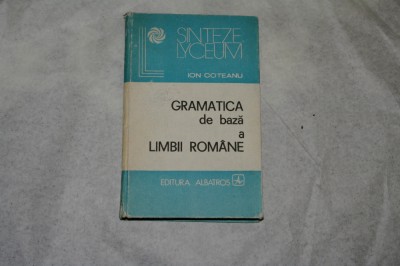 SINTEZE
LYCEUM
ION COTEANU
GRAMATICA
de bază
a
LIMBII ROMÂNE
EDITURA ALBATROS